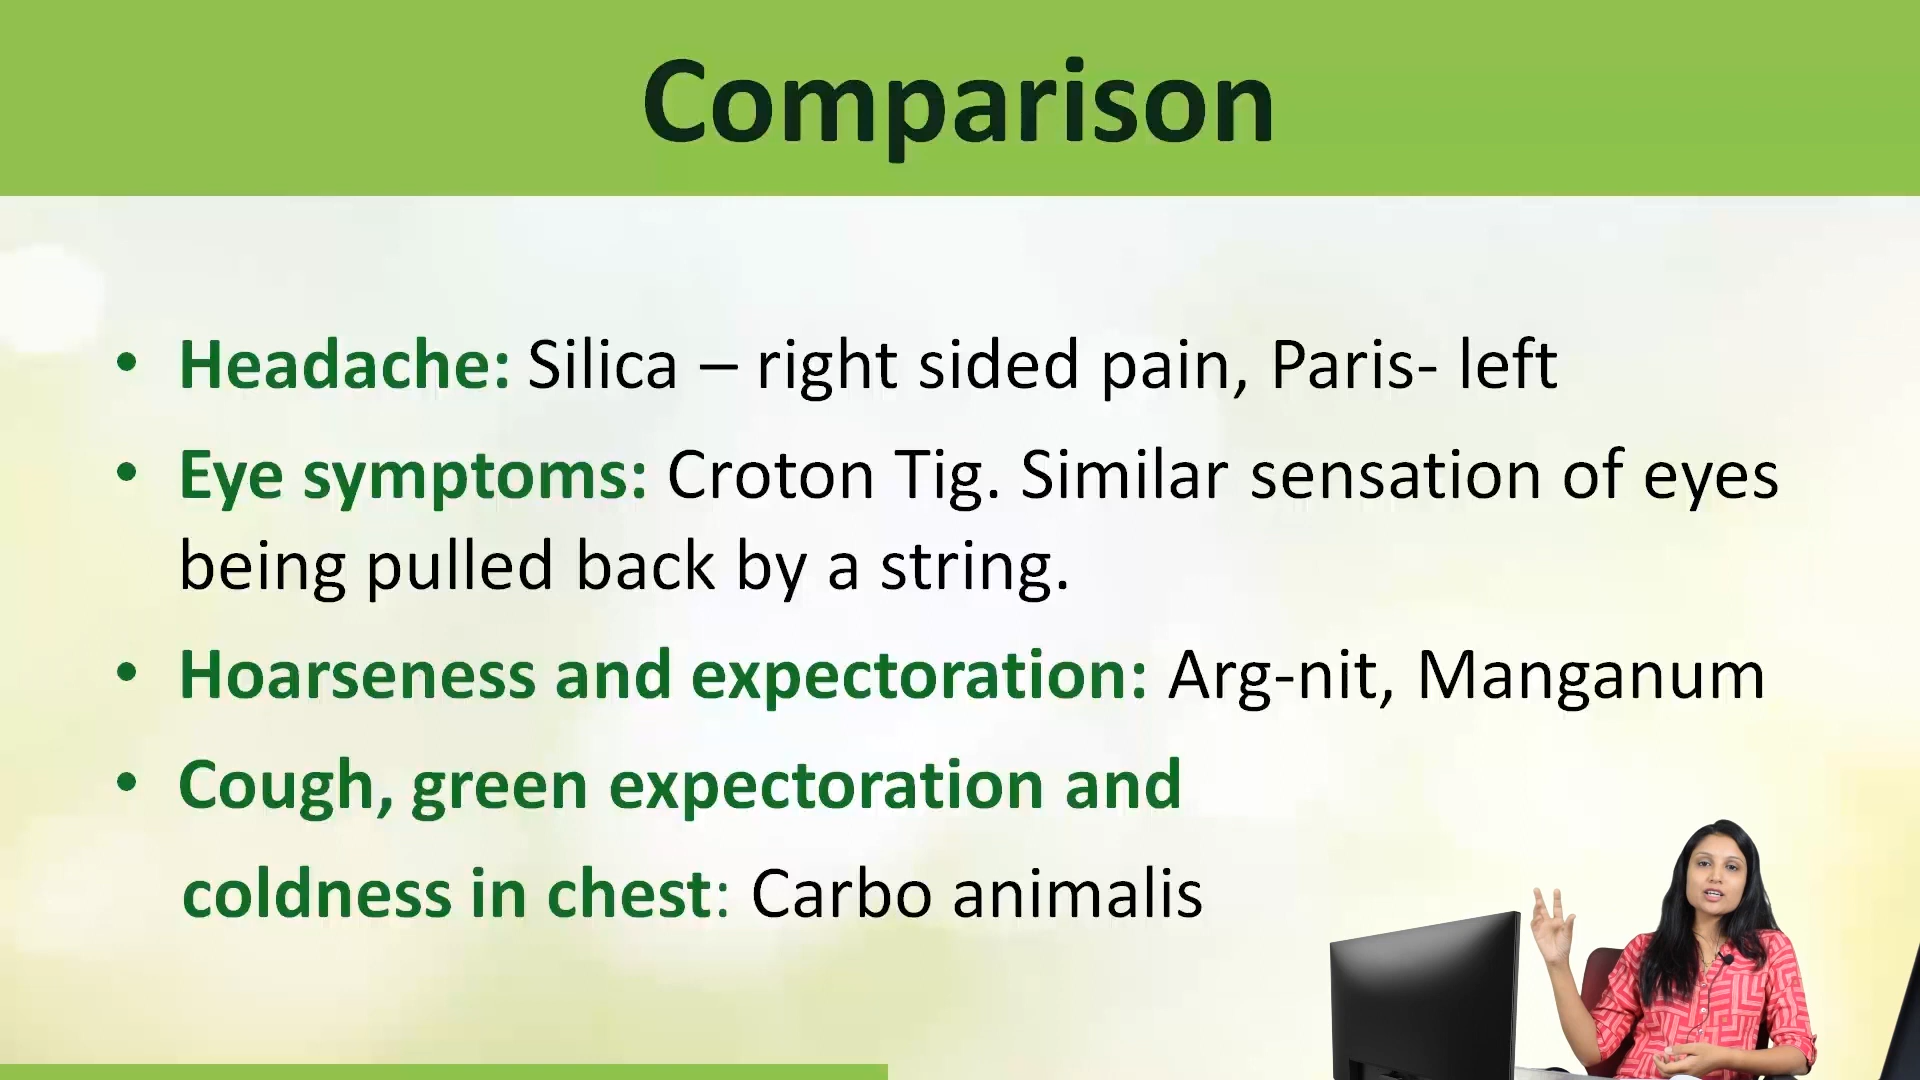 Comparison
• Headache: Silica – right sided pain, Paris- left
• Eye symptoms: Croton Tig. Similar sensation of eyes
being pulled back by a string.
• Hoarseness and expectoration: Arg-nit, Manganum
• Cough, green expectoration and
coldness in chest: Carbo animalis